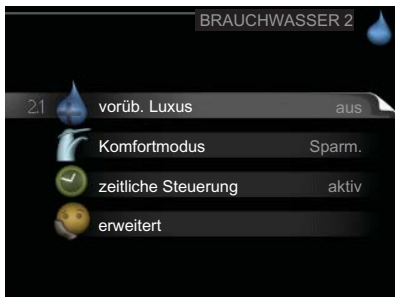 BRAUCHWASSER 2
2.1 vorüb. Luxus aus
Komfortmodus Sparm.
zeitliche Steuerung aktiv
erweitert